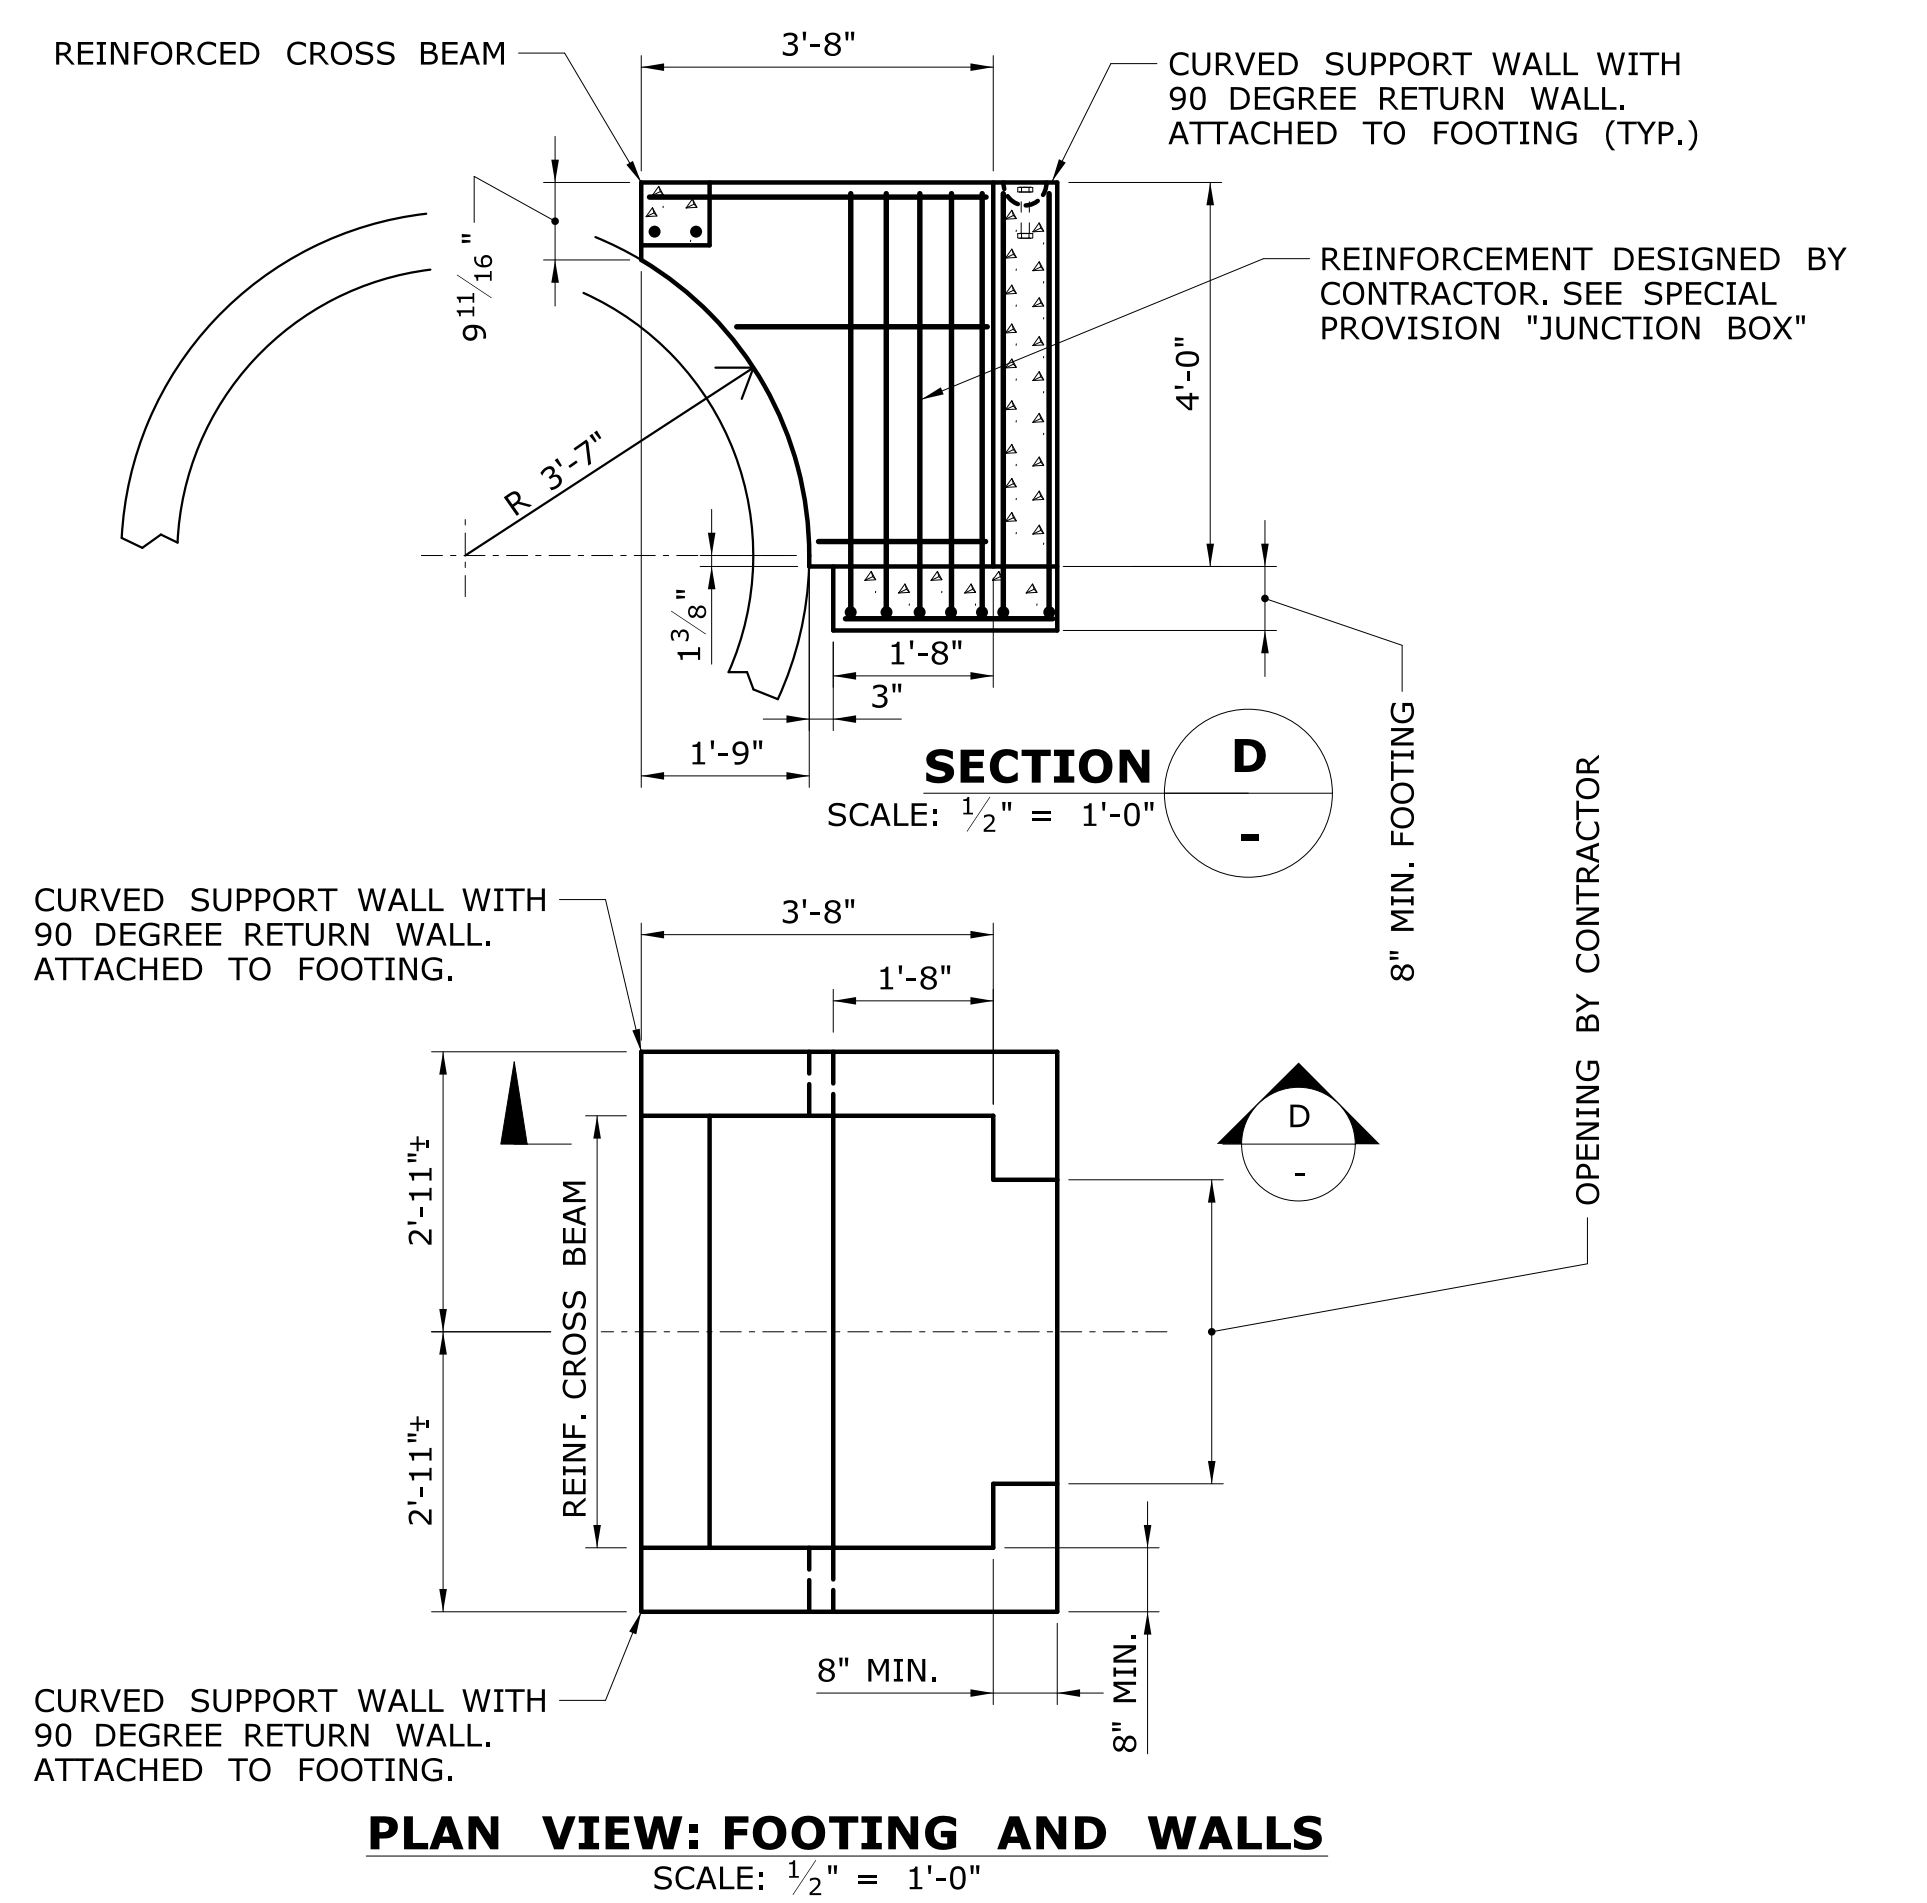 REINFORCED CROSS BEAM
3'-8"
CURVED SUPPORT WALL WITH
90 DEGREE RETURN WALL.
ATTACHED TO FOOTING (TYP.)
9 11/16"
REINFORCEMENT DESIGNED BY
CONTRACTOR. SEE SPECIAL
PROVISION "JUNCTION BOX"
4'-0"
R 3'-7"
1 3/8"
1'-8"
3"
1'-9"
8" MIN. FOOTING
SECTION
D
-
SCALE: 1/2" = 1'-0"
OPENING BY CONTRACTOR
CURVED SUPPORT WALL WITH
90 DEGREE RETURN WALL.
ATTACHED TO FOOTING.
3'-8"
1'-8"
2'-11"±
REINF. CROSS BEAM
D
-
2'-11"±
8" MIN.
8" MIN.
CURVED SUPPORT WALL WITH
90 DEGREE RETURN WALL.
ATTACHED TO FOOTING.
PLAN VIEW: FOOTING AND WALLS
SCALE: 1/2" = 1'-0"